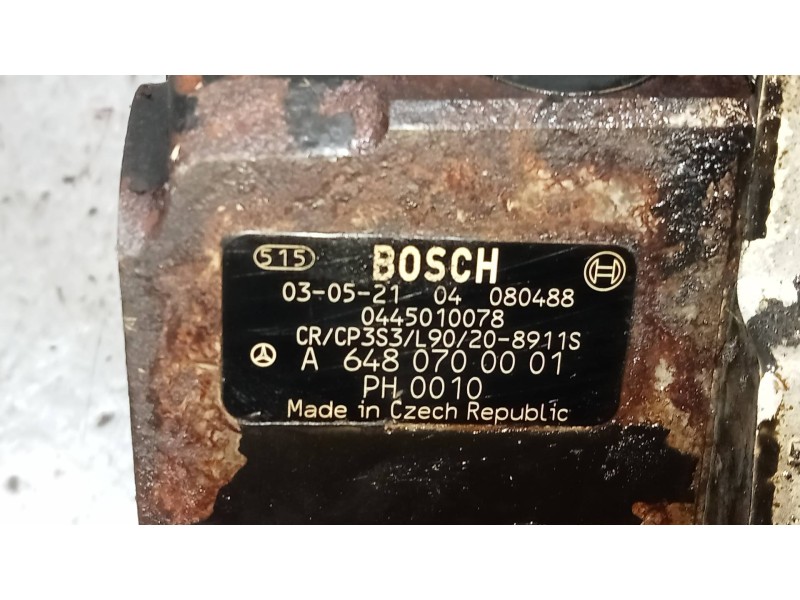 515 BOSCH
03-05-21 04 080488
0445010078
CR/CP3S3/L90/20-8911S
A 648 070 00 01
PH 0010
Made in Czech Republic